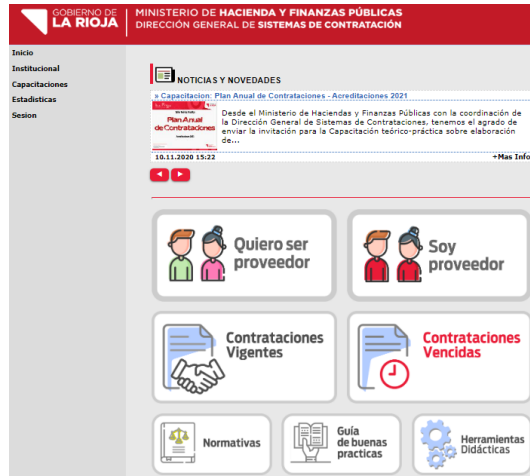 GOBIERNO DE
LA RIOJA
MINISTERIO DE HACIENDA Y FINANZAS PÚBLICAS
DIRECCIÓN GENERAL DE SISTEMAS DE CONTRATACIÓN
Inicio
Institucional
Capacitaciones
Estadisticas
Sesion
NOTICIAS Y NOVEDADES
» Capacitacion: Plan Anual de Contrataciones - Acreditaciones 2021
Plan Anual
de Contrataciones
Desde el Ministerio de Haciendas y Finanzas Públicas con la coordinación de
la Dirección General de Sistemas de Contrataciones, tenemos el agrado de
enviar la invitación para la Capacitación teórico-práctica sobre elaboración
de...
10.11.2020 15:22
+Mas Info
Quiero ser
proveedor
Soy
proveedor
Contrataciones
Vigentes
Contrataciones
Vencidas
Normativas
Guía
de buenas
practicas
Herramientas
Didácticas